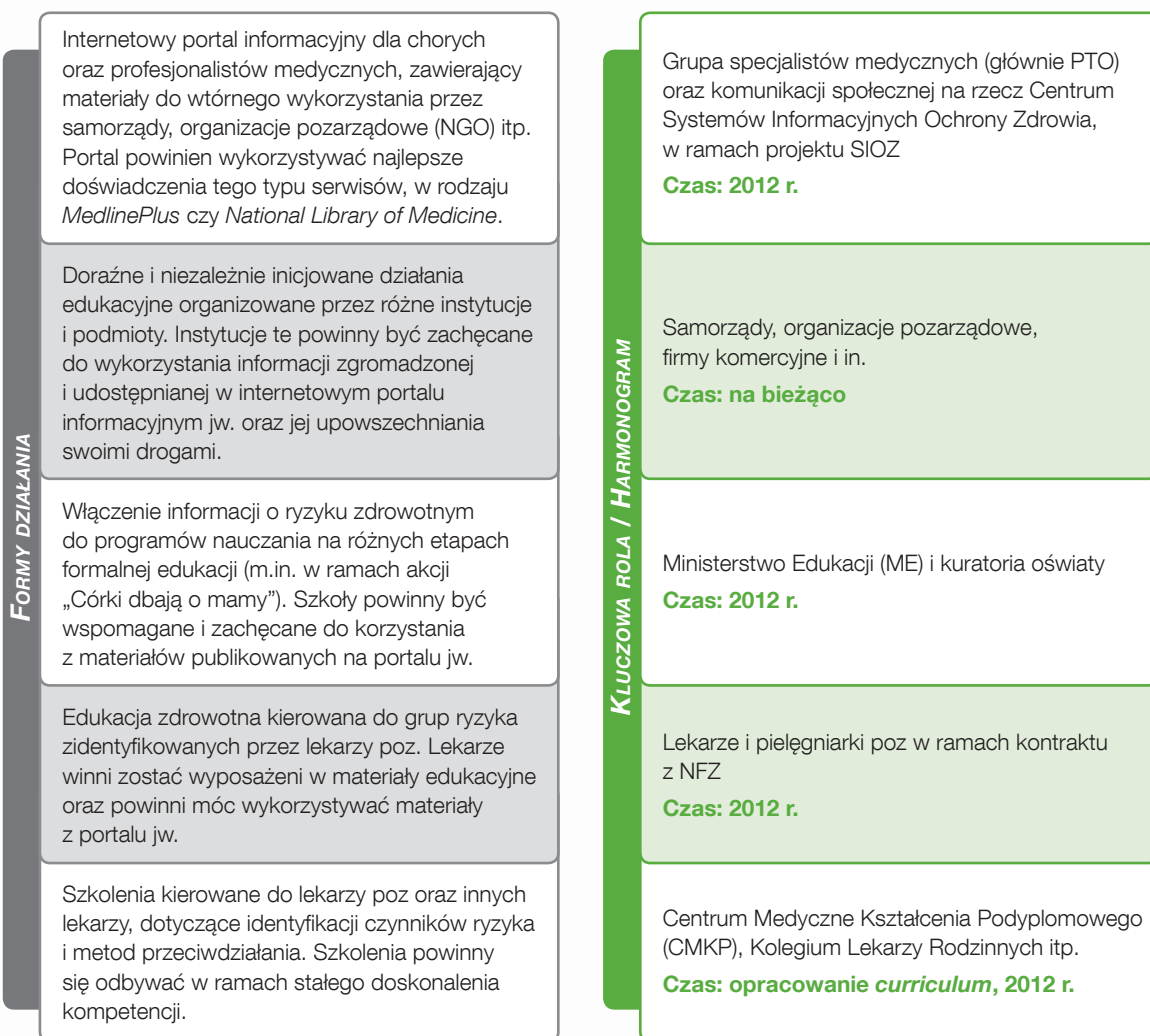 FORMY DZIAŁANIA
Internetowy portal informacyjny dla chorych
oraz profesjonalistów medycznych, zawierający
materiały do wtórnego wykorzystania przez
samorządy, organizacje pozarządowe (NGO) itp.
Portal powinien wykorzystywać najlepsze
doświadczenia tego typu serwisów, w rodzaju
MedlinePlus czy National Library of Medicine.
Doraźne i niezależnie inicjowane działania
edukacyjne organizowane przez różne instytucje
i podmioty. Instytucje te powinny być zachęcane
do wykorzystania informacji zgromadzonej
i udostępnianej w internetowym portalu
informacyjnym jw. oraz jej upowszechniania
swoimi drogami.
Włączenie informacji o ryzyku zdrowotnym
do programów nauczania na różnych etapach
formalnej edukacji (m.in. w ramach akcji
„Córki dbają o mamy”). Szkoły powinny być
wspomagane i zachęcane do korzystania
z materiałów publikowanych na portalu jw.
Edukacja zdrowotna kierowana do grup ryzyka
zidentyfikowanych przez lekarzy poz. Lekarze
winni zostać wyposażeni w materiały edukacyjne
oraz powinni móc wykorzystywać materiały
z portalu jw.
Szkolenia kierowane do lekarzy poz oraz innych
lekarzy, dotyczące identyfikacji czynników ryzyka
i metod przeciwdziałania. Szkolenia powinny
się odbywać w ramach stałego doskonalenia
kompetencji.
KLUCZOWA ROLA / HARMONOGRAM
Grupa specjalistów medycznych (głównie PTO)
oraz komunikacji społecznej na rzecz Centrum
Systemów Informacyjnych Ochrony Zdrowia,
w ramach projektu SIOZ
Czas: 2012 r.
Samorządy, organizacje pozarządowe,
firmy komercyjne i in.
Czas: na bieżąco
Ministerstwo Edukacji (ME) i kuratoria oświaty
Czas: 2012 r.
Lekarze i pielęgniarki poz w ramach kontraktu
z NFZ
Czas: 2012 r.
Centrum Medyczne Kształcenia Podyplomowego
(CMKP), Kolegium Lekarzy Rodzinnych itp.
Czas: opracowanie curriculum, 2012 r.